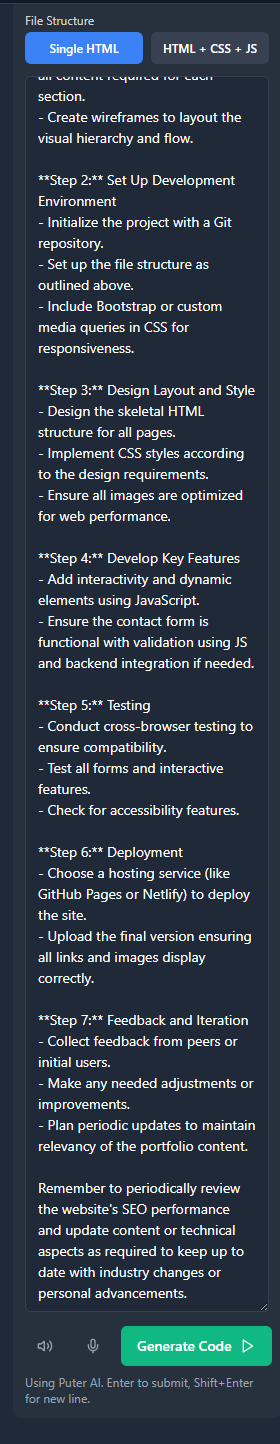 File Structure
Single HTML
HTML + CSS + JS
all content required for each
section.
- Create wireframes to layout the
visual hierarchy and flow.
**Step 2:** Set Up Development
Environment
- Initialize the project with a Git
repository.
- Set up the file structure as
outlined above.
- Include Bootstrap or custom
media queries in CSS for
responsiveness.
**Step 3:** Design Layout and Style
- Design the skeletal HTML
structure for all pages.
- Implement CSS styles according
to the design requirements.
- Ensure all images are optimized
for web performance.
**Step 4:** Develop Key Features
- Add interactivity and dynamic
elements using JavaScript.
- Ensure the contact form is
functional with validation using JS
and backend integration if needed.
**Step 5:** Testing
- Conduct cross-browser testing to
ensure compatibility.
- Test all forms and interactive
features.
- Check for accessibility features.
**Step 6:** Deployment
- Choose a hosting service (like
GitHub Pages or Netlify) to deploy
the site.
- Upload the final version ensuring
all links and images display
correctly.
**Step 7:** Feedback and Iteration
- Collect feedback from peers or
initial users.
- Make any needed adjustments or
improvements.
- Plan periodic updates to maintain
relevancy of the portfolio content.
Remember to periodically review
the website's SEO performance
and update content or technical
aspects as required to keep up to
date with industry changes or
personal advancements.
Generate Code
Using Puter AI. Enter to submit, Shift+Enter
for new line.